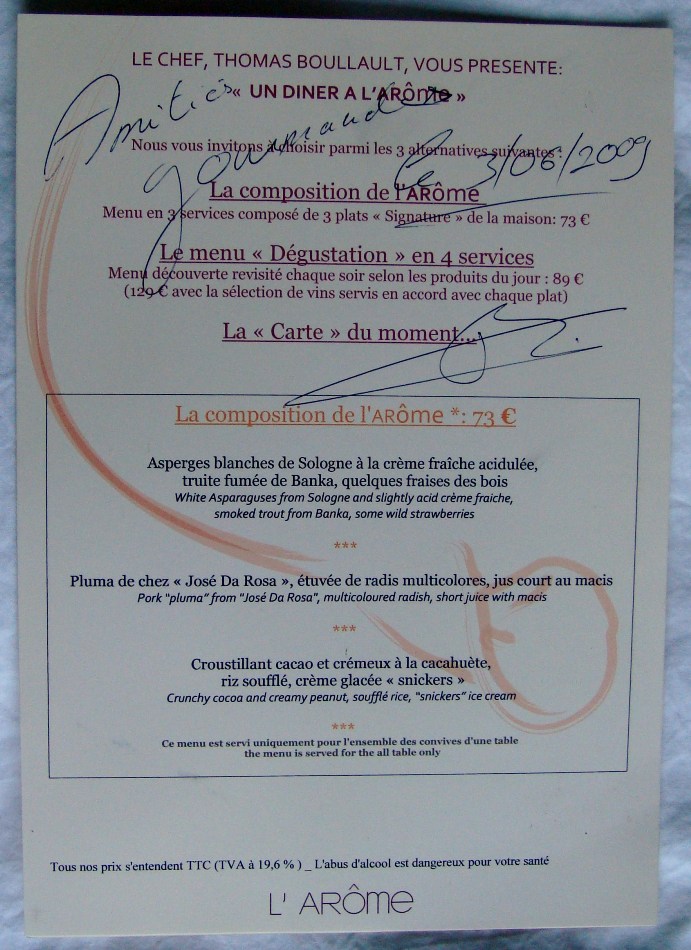 LE CHEF, THOMAS BOULLAULT, VOUS PRESENTE:
« UN DINER A L'ARôme »
Amitiés gourmandes
le 3/06/2009
Nous vous invitons à choisir parmi les 3 alternatives suivantes :
La composition de l'ARôme
Menu en 3 services composé de 3 plats « Signature » de la maison: 73 €
Le menu « Dégustation » en 4 services
Menu découverte revisité chaque soir selon les produits du jour : 89 €
(129 € avec la sélection de vins servis en accord avec chaque plat)
La « Carte » du moment...
La composition de l'ARôme *: 73 €
Asperges blanches de Sologne à la crème fraîche acidulée,
truite fumée de Banka, quelques fraises des bois
White Asparaguses from Sologne and slightly acid crème fraiche,
smoked trout from Banka, some wild strawberries
***
Pluma de chez « José Da Rosa », étuvée de radis multicolores, jus court au macis
Pork "pluma" from "José Da Rosa", multicoloured radish, short juice with macis
***
Croustillant cacao et crémeux à la cacahuète,
riz soufflé, crème glacée « snickers »
Crunchy cocoa and creamy peanut, soufflé rice, "snickers" ice cream
***
Ce menu est servi uniquement pour l'ensemble des convives d'une table
the menu is served for the all table only
Tous nos prix s'entendent TTC (TVA à 19,6 % ) _ L'abus d'alcool est dangereux pour votre santé
L' ARôme